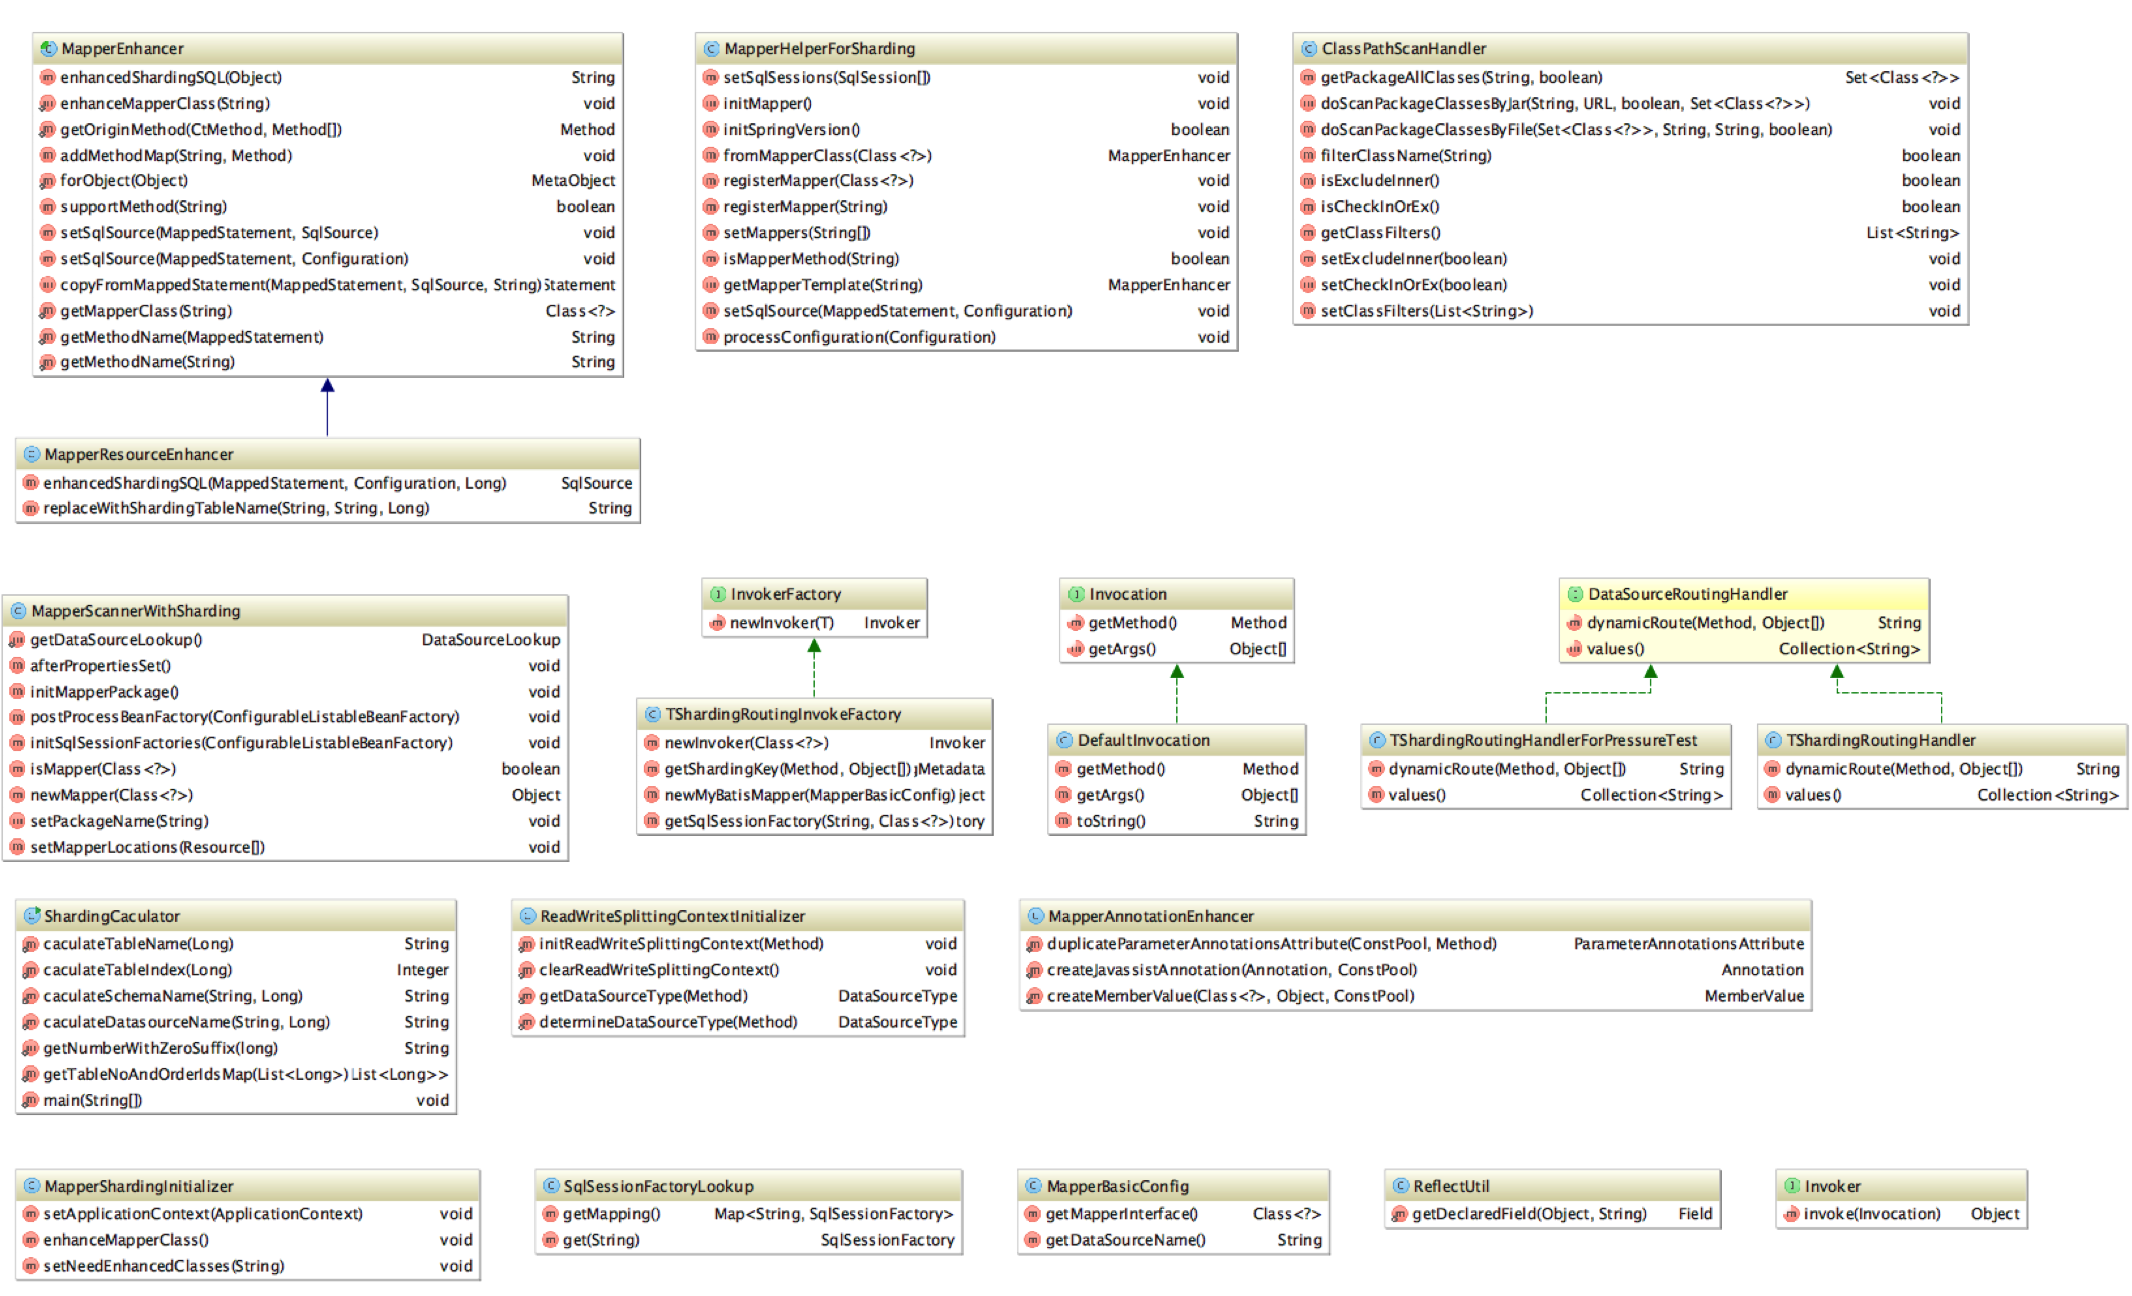 MapperEnhancer
enhancedShardingSQL(Object) String
enhanceMapperClass(String) void
getOriginMethod(CtMethod, Method[]) Method
addMethodMap(String, Method) void
forObject(Object) MetaObject
supportMethod(String) boolean
setSqlSource(MappedStatement, SqlSource) void
setSqlSource(MappedStatement, Configuration) void
copyFromMappedStatement(MappedStatement, SqlSource, String) Statement
getMapperClass(String) Class<?>
getMethodName(MappedStatement) String
getMethodName(String) String
MapperHelperForSharding
setSqlSessions(SqlSession[]) void
initMapper() void
initSpringVersion() boolean
fromMapperClass(Class<?>) MapperEnhancer
registerMapper(Class<?>) void
registerMapper(String) void
setMappers(String[]) void
isMapperMethod(String) boolean
getMapperTemplate(String) MapperEnhancer
setSqlSource(MappedStatement, Configuration) void
processConfiguration(Configuration) void
ClassPathScanHandler
getPackageAllClasses(String, boolean) Set<Class<?>>
doScanPackageClassesByJar(String, URL, boolean, Set<Class<?>>) void
doScanPackageClassesByFile(Set<Class<?>>, String, String, boolean) void
filterClassName(String) boolean
isExcludeInner() boolean
isCheckInOrEx() boolean
getClassFilters() List<String>
setExcludeInner(boolean) void
setCheckInOrEx(boolean) void
setClassFilters(List<String>) void
MapperResourceEnhancer
enhancedShardingSQL(MappedStatement, Configuration, Long) SqlSource
replaceWithShardingTableName(String, String, Long) String
MapperScannerWithSharding
getDataSourceLookup() DataSourceLookup
afterPropertiesSet() void
initMapperPackage() void
postProcessBeanFactory(ConfigurableListableBeanFactory) void
initSqlSessionFactories(ConfigurableListableBeanFactory) void
isMapper(Class<?>) boolean
newMapper(Class<?>) Object
setPackageName(String) void
setMapperLocations(Resource[]) void
InvokerFactory
newInvoker(T) Invoker
TShardingRoutingInvokeFactory
newInvoker(Class<?>) Invoker
getShardingKey(Method, Object[]) Metadata
newMyBatisMapper(MapperBasicConfig) ject
getSqlSessionFactory(String, Class<?>) tory
Invocation
getMethod() Method
getArgs() Object[]
DefaultInvocation
getMethod() Method
getArgs() Object[]
toString() String
DataSourceRoutingHandler
dynamicRoute(Method, Object[]) String
values() Collection<String>
TShardingRoutingHandlerForPressureTest
dynamicRoute(Method, Object[]) String
values() Collection<String>
TShardingRoutingHandler
dynamicRoute(Method, Object[]) String
values() Collection<String>
ShardingCaculator
caculateTableName(Long) String
caculateTableIndex(Long) Integer
caculateSchemaName(String, Long) String
caculateDatasourceName(String, Long) String
getNumberWithZeroSuffix(long) String
getTableNoAndOrderIdsMap(List<Long>) List<Long>>
main(String[]) void
ReadWriteSplittingContextInitializer
initReadWriteSplittingContext(Method) void
clearReadWriteSplittingContext() void
getDataSourceType(Method) DataSourceType
determineDataSourceType(Method) DataSourceType
MapperAnnotationEnhancer
duplicateParameterAnnotationsAttribute(ConstPool, Method) ParameterAnnotationsAttribute
createJavassistAnnotation(Annotation, ConstPool) Annotation
createMemberValue(Class<?>, Object, ConstPool) MemberValue
MapperShardingInitializer
setApplicationContext(ApplicationContext) void
enhanceMapperClass() void
setNeedEnhancedClasses(String) void
SqlSessionFactoryLookup
getMapping() Map<String, SqlSessionFactory>
get(String) SqlSessionFactory
MapperBasicConfig
getMapperInterface() Class<?>
getDataSourceName() String
ReflectUtil
getDeclaredField(Object, String) Field
Invoker
invoke(Invocation) Object